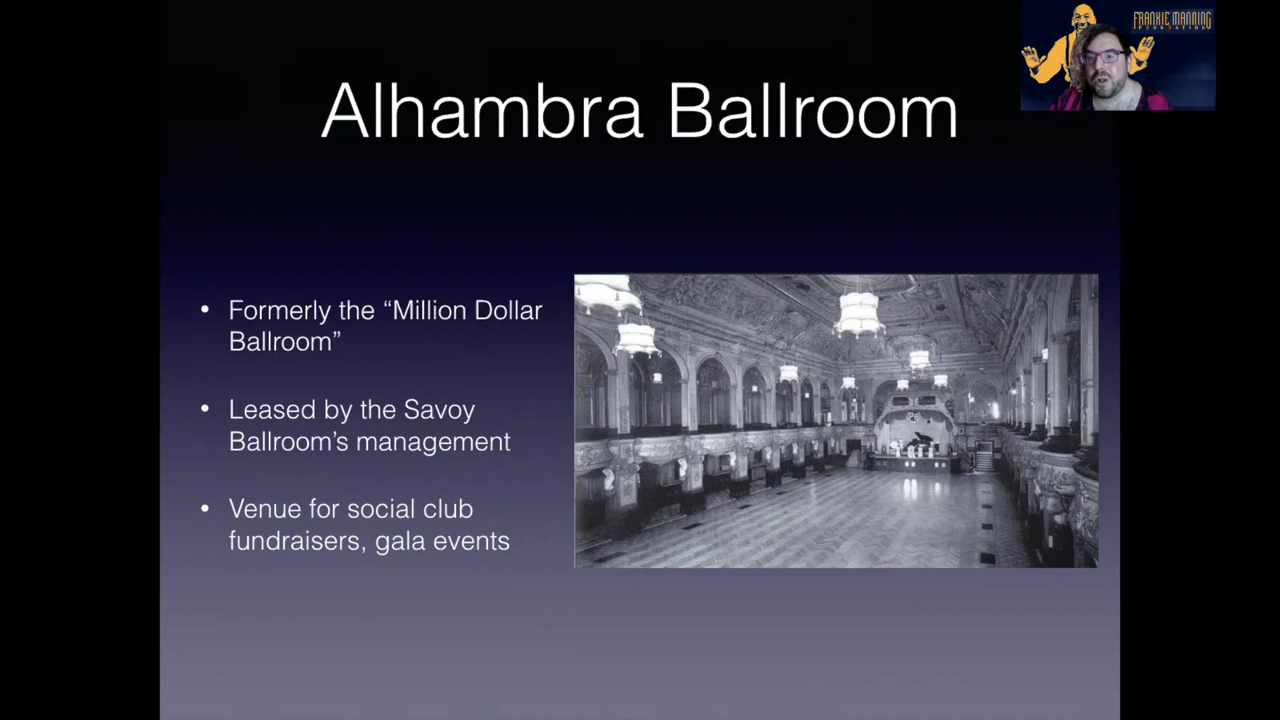 FRANKIE MANNING
FOUNDATION
Alhambra Ballroom
• Formerly the “Million Dollar
Ballroom”
• Leased by the Savoy
Ballroom’s management
• Venue for social club
fundraisers, gala events